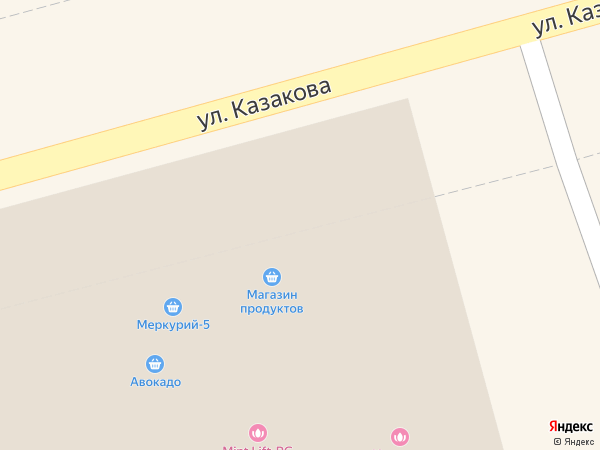 ул. Каз
ул. Казакова
Магазин
продуктов
Меркурий-5
Авокадо
Яндекс
© Яндекс